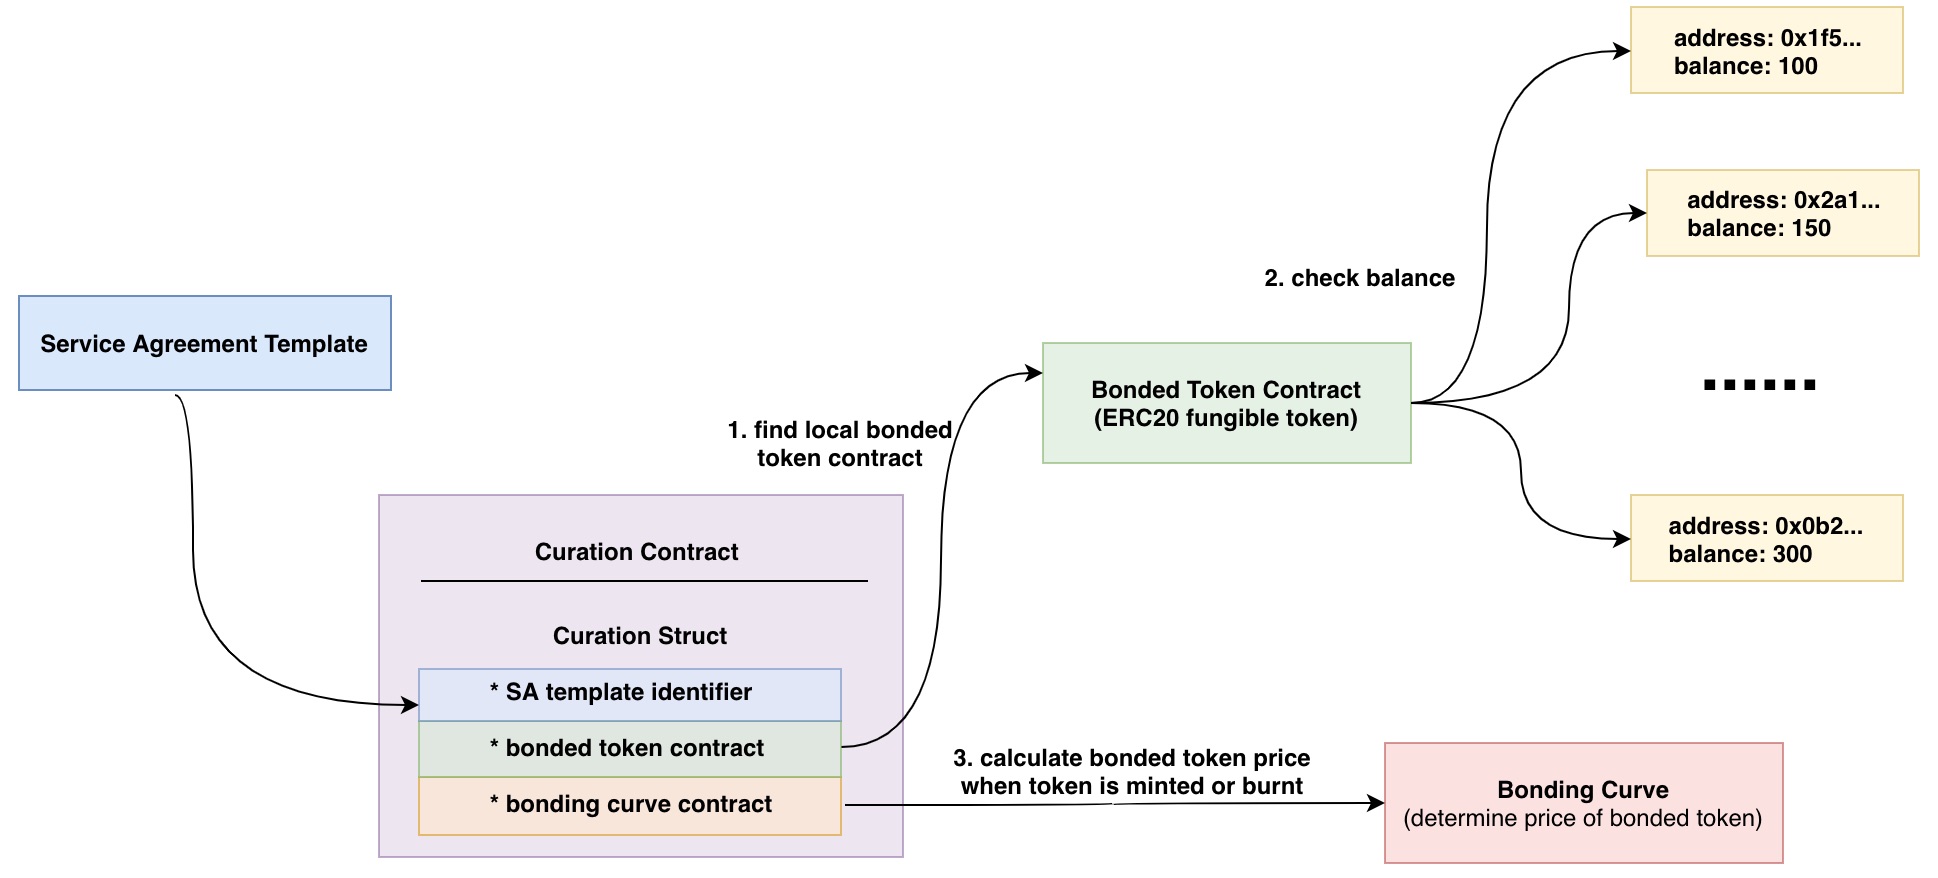 address: 0x1f5...
balance: 100
address: 0x2a1...
balance: 150
2. check balance
Service Agreement Template
Bonded Token Contract
(ERC20 fungible token)
......
1. find local bonded
token contract
address: 0x0b2...
balance: 300
Curation Contract
Curation Struct
* SA template identifier
* bonded token contract
* bonding curve contract
3. calculate bonded token price
when token is minted or burnt
Bonding Curve
(determine price of bonded token)